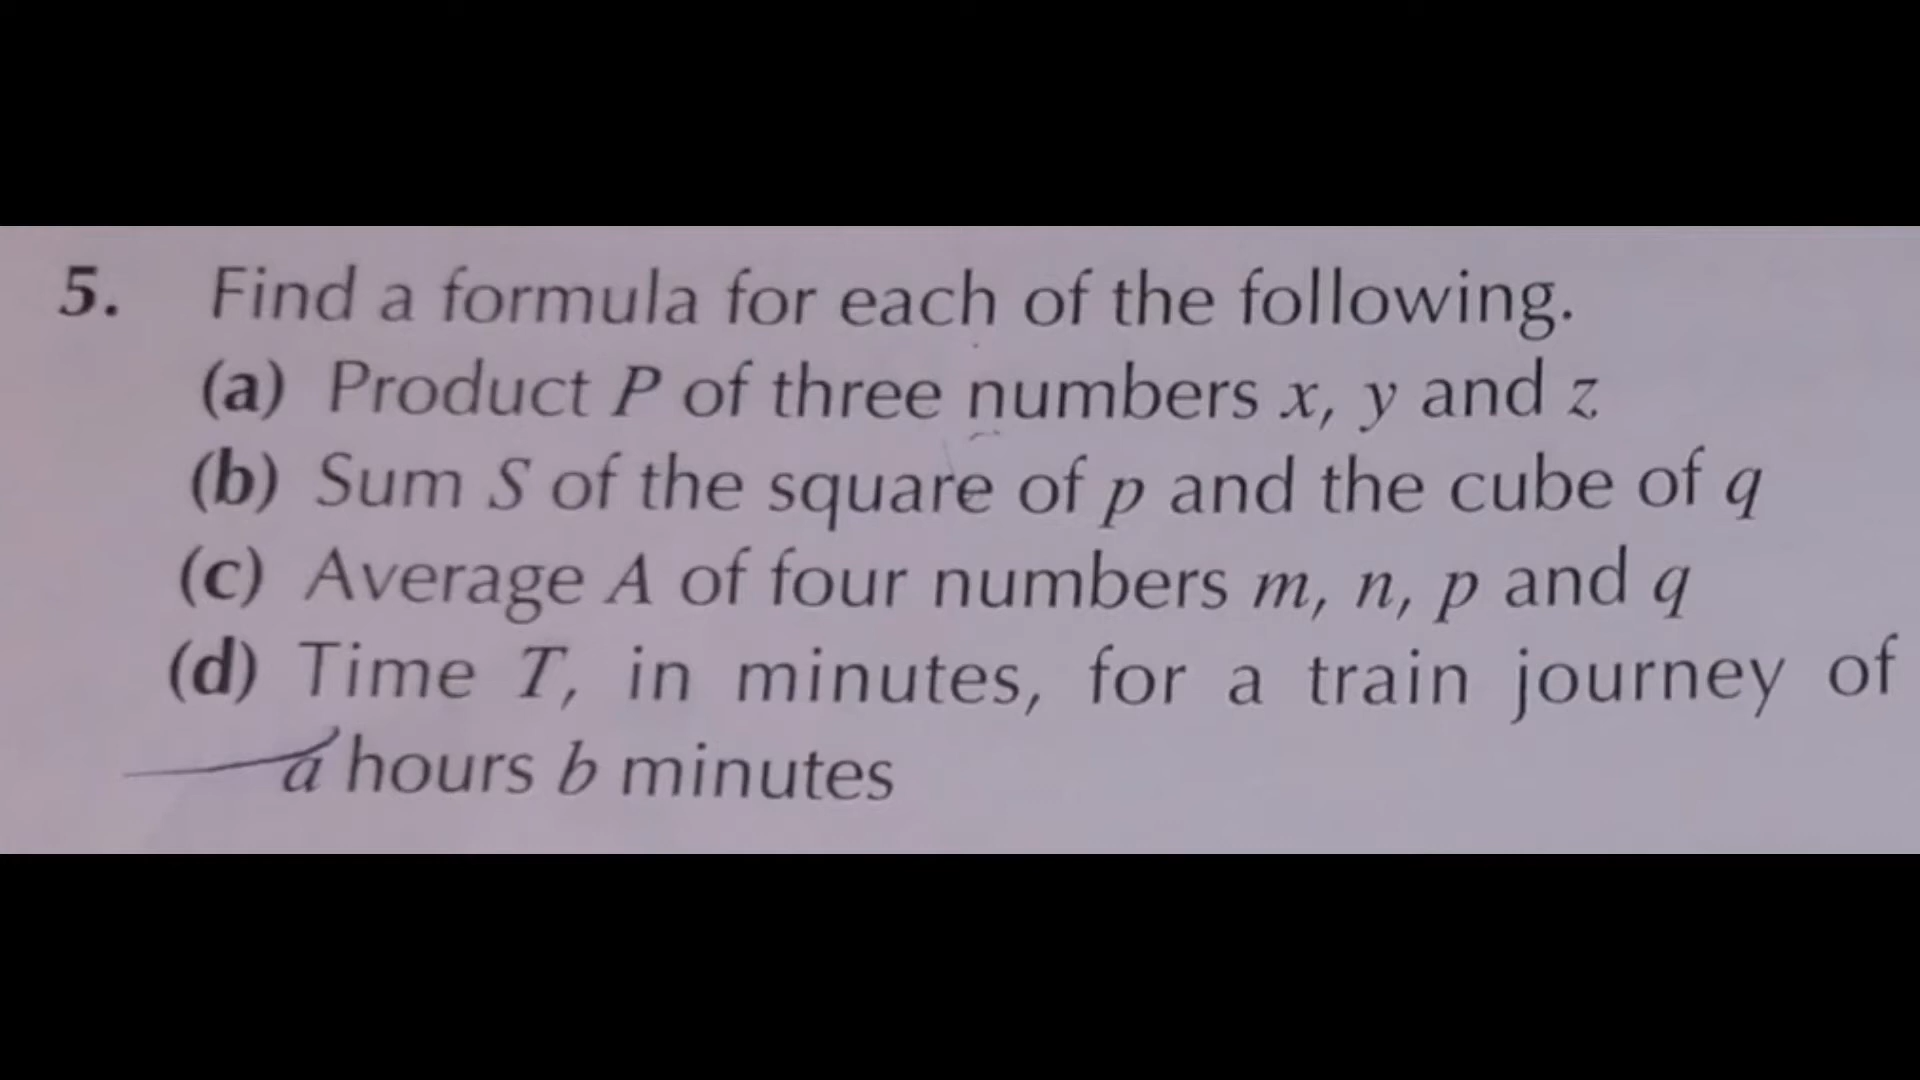 5. Find a formula for each of the following.
(a) Product P of three numbers x, y and z
(b) Sum S of the square of p and the cube of q
(c) Average A of four numbers m, n, p and q
(d) Time T, in minutes, for a train journey of
a hours b minutes